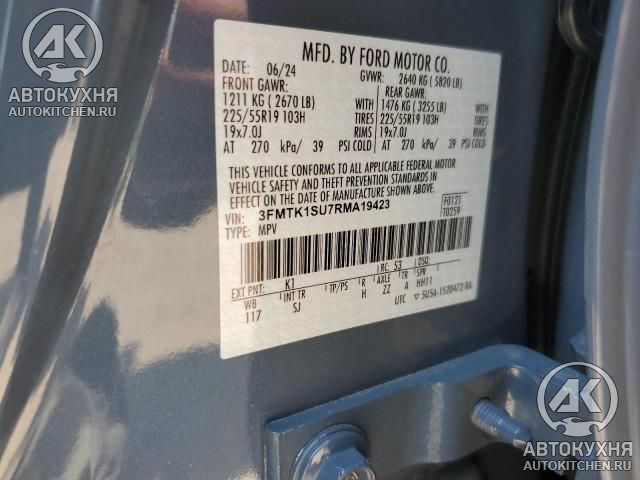 MFD. BY FORD MOTOR CO.
DATE: 06/24 GVWR: 2640 KG ( 5820 LB)
FRONT GAWR: REAR GAWR:
1211 KG ( 2670 LB) 1476 KG ( 3255 LB)
225/55R19 103H TIRES 225/55R19 103H
19x7.0J RIMS 19x7.0J
AT 270 kPa/ 39 PSI COLD AT 270 kPa/ 39 PSI COLD
THIS VEHICLE CONFORMS TO ALL APPLICABLE FEDERAL MOTOR
VEHICLE SAFETY AND THEFT PREVENTION STANDARDS IN EFFECT ON
THE DATE OF MANUFACTURE SHOWN ABOVE.
VIN: 3FMTK1SU7RMA19423 F0121
TYPE: MPV T0259
EXT PNT: K1 RC: 53 DSO:
WB INT TR TP/PS R AXLE TR SPR
117 SJ H ZZ A HH11
UTC
AK
АВТОКУХНЯ
AUTOKITCHEN.RU
AK
АВТОКУХНЯ
AUTOKITCHEN.RU